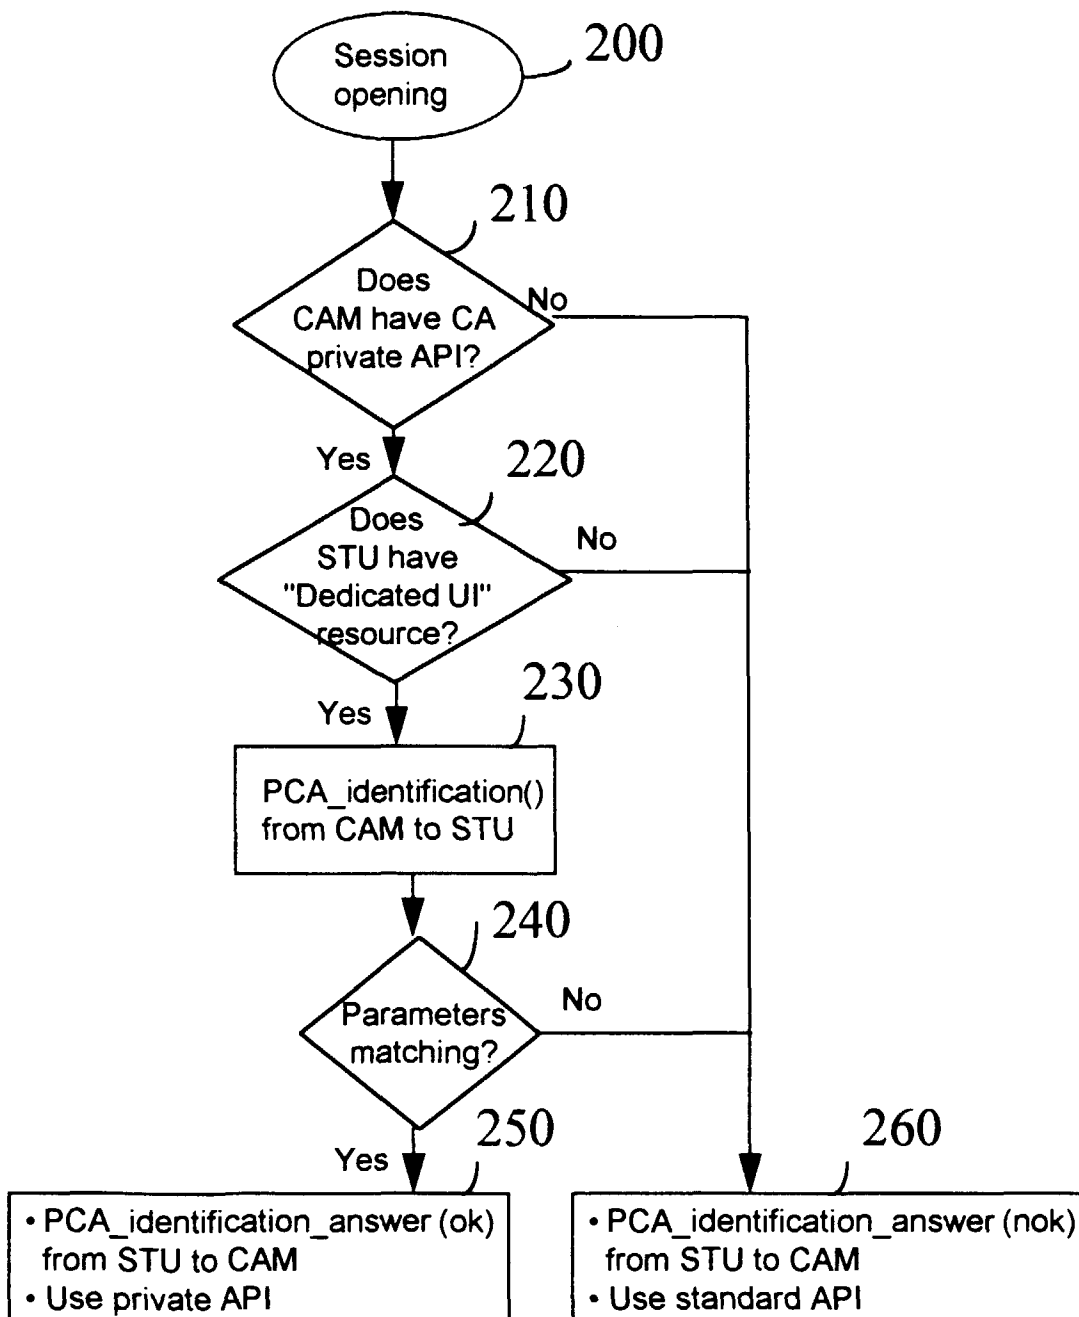 Session
opening
200
210
Does
CAM have CA
private API?
No
Yes
220
Does
STU have
"Dedicated UI"
resource?
No
Yes
230
PCA_identification()
from CAM to STU
240
Parameters
matching?
No
Yes
250
260
• PCA_identification_answer (ok)
from STU to CAM
• Use private API
• PCA_identification_answer (nok)
from STU to CAM
• Use standard API